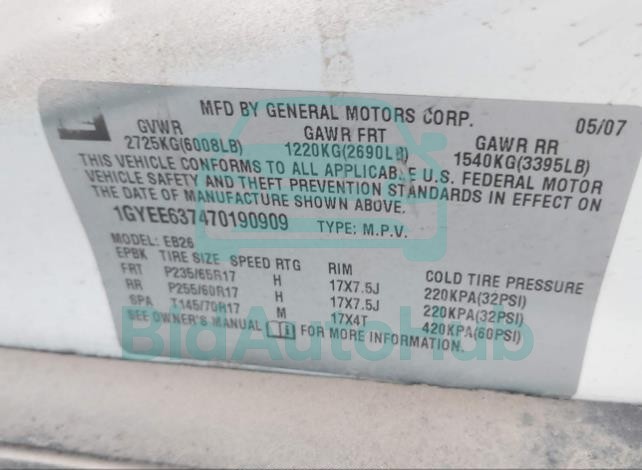 MFD BY GENERAL MOTORS CORP. 05/07
GVWR GAWR FRT GAWR RR
2725KG(6008LB) 1220KG(2690LB) 1540KG(3395LB)
THIS VEHICLE CONFORMS TO ALL APPLICABLE U.S. FEDERAL MOTOR
VEHICLE SAFETY AND THEFT PREVENTION STANDARDS IN EFFECT ON
THE DATE OF MANUFACTURE SHOWN ABOVE.
1GYEE637470190909 TYPE: M.P.V.
MODEL: EB26
EPBK TIRE SIZE SPEED RTG RIM COLD TIRE PRESSURE
FRT P235/65R17 H 17X7.5J 220KPA(32PSI)
RR P255/60R17 H 17X7.5J 220KPA(32PSI)
SPA T145/70R17 M 17X4T 420KPA(60PSI)
SEE OWNER'S MANUAL FOR MORE INFORMATION.
BidAutoHub